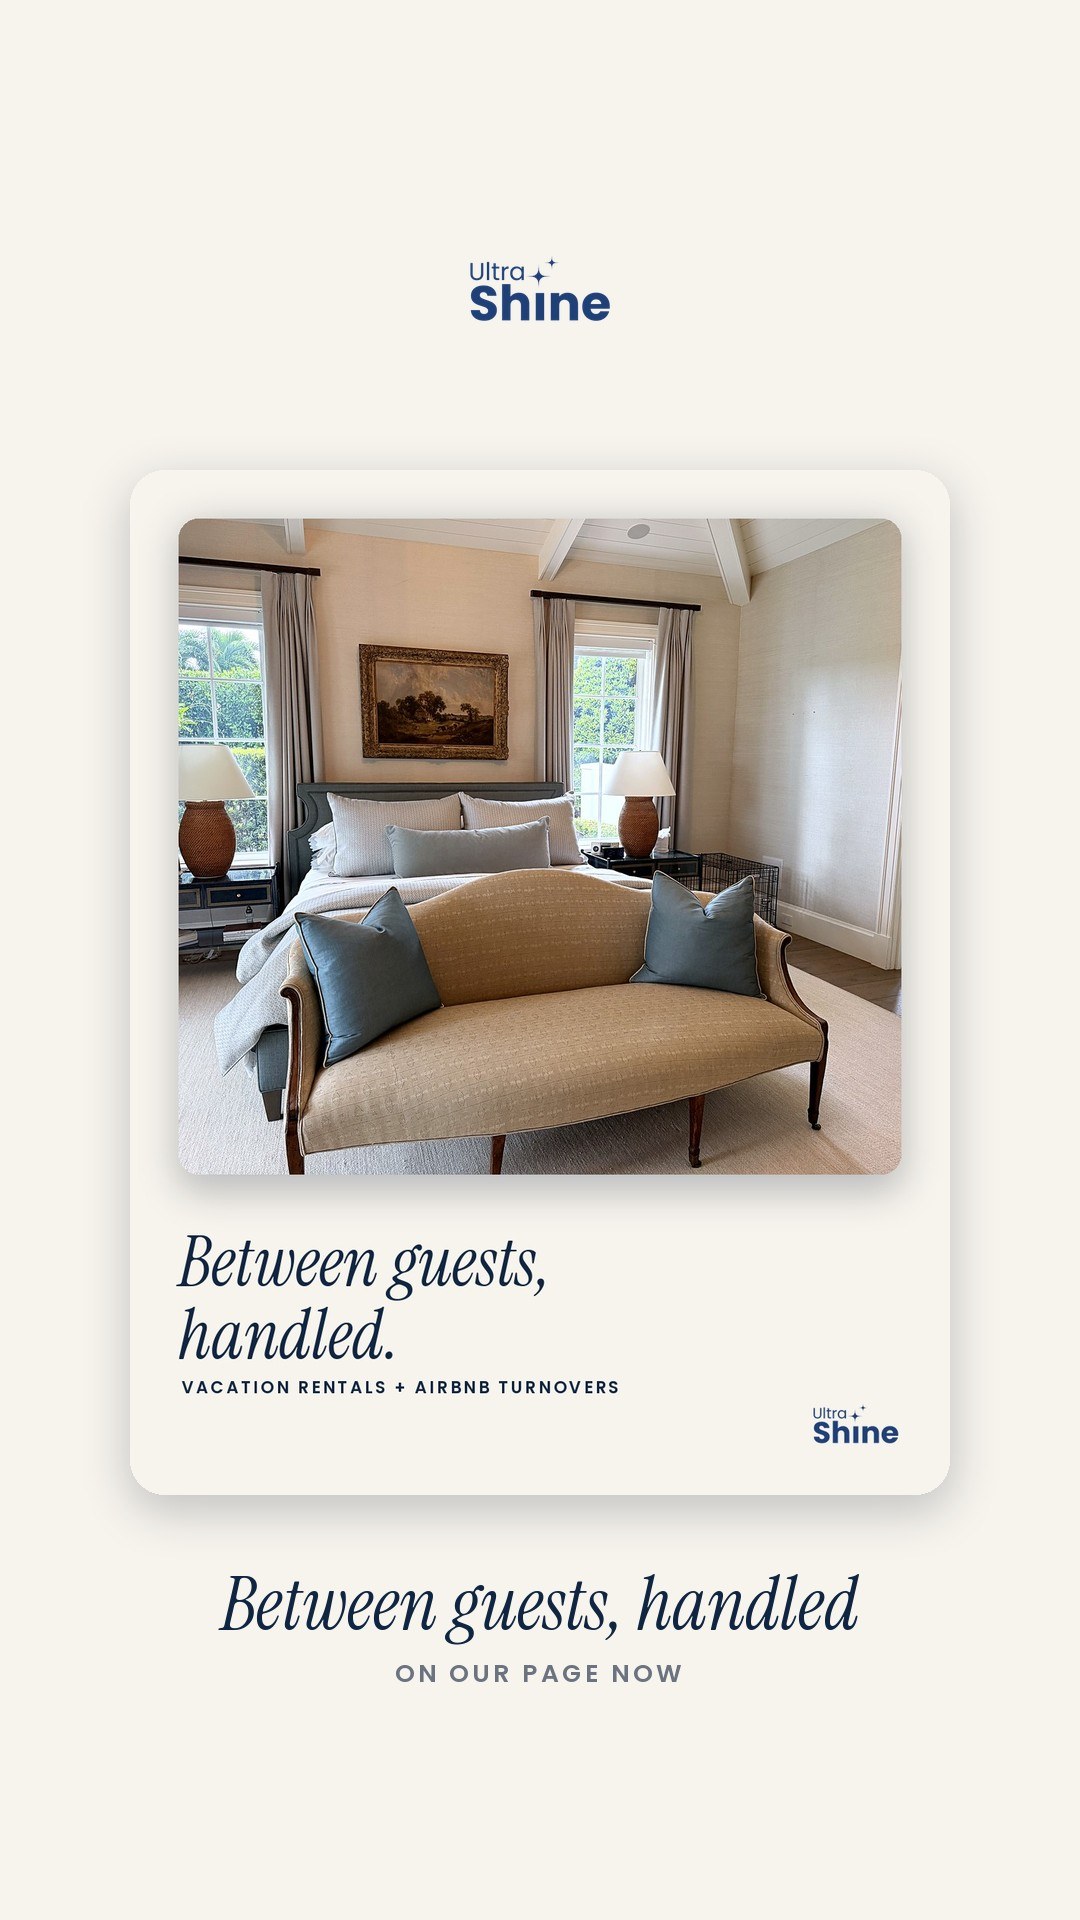 Ultra
Shine
Between guests,
handled.
VACATION RENTALS + AIRBNB TURNOVERS
Ultra
Shine
Between guests, handled
ON OUR PAGE NOW